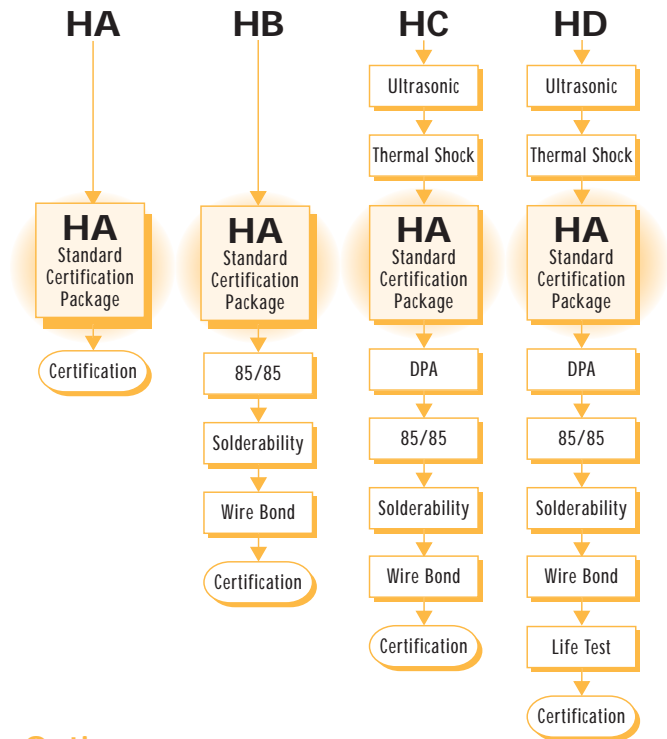 HA
HB
HC
HD
Ultrasonic
Ultrasonic
Thermal Shock
Thermal Shock
HA
Standard
Certification
Package
HA
Standard
Certification
Package
HA
Standard
Certification
Package
HA
Standard
Certification
Package
Certification
85/85
DPA
DPA
Solderability
85/85
85/85
Wire Bond
Solderability
Solderability
Certification
Wire Bond
Wire Bond
Certification
Life Test
Certification